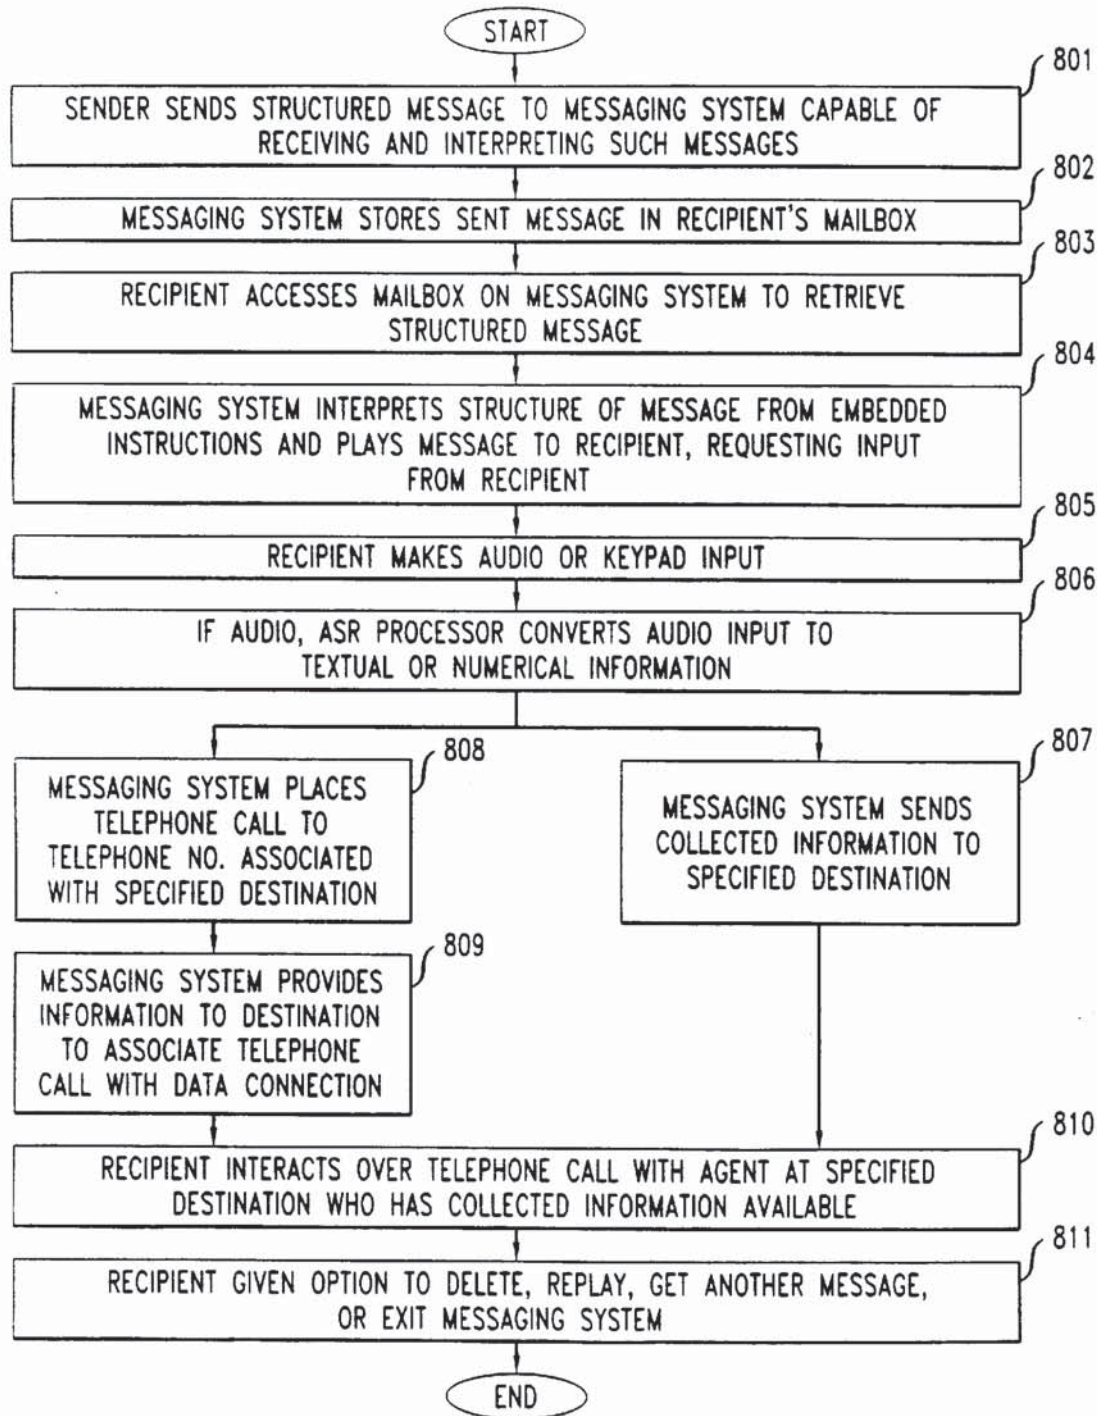 START
801
SENDER SENDS STRUCTURED MESSAGE TO MESSAGING SYSTEM CAPABLE OF
RECEIVING AND INTERPRETING SUCH MESSAGES
802
MESSAGING SYSTEM STORES SENT MESSAGE IN RECIPIENT'S MAILBOX
803
RECIPIENT ACCESSES MAILBOX ON MESSAGING SYSTEM TO RETRIEVE
STRUCTURED MESSAGE
804
MESSAGING SYSTEM INTERPRETS STRUCTURE OF MESSAGE FROM EMBEDDED
INSTRUCTIONS AND PLAYS MESSAGE TO RECIPIENT, REQUESTING INPUT
FROM RECIPIENT
805
RECIPIENT MAKES AUDIO OR KEYPAD INPUT
806
IF AUDIO, ASR PROCESSOR CONVERTS AUDIO INPUT TO
TEXTUAL OR NUMERICAL INFORMATION
808
MESSAGING SYSTEM PLACES
TELEPHONE CALL TO
TELEPHONE NO. ASSOCIATED
WITH SPECIFIED DESTINATION
807
MESSAGING SYSTEM SENDS
COLLECTED INFORMATION TO
SPECIFIED DESTINATION
809
MESSAGING SYSTEM PROVIDES
INFORMATION TO DESTINATION
TO ASSOCIATE TELEPHONE
CALL WITH DATA CONNECTION
810
RECIPIENT INTERACTS OVER TELEPHONE CALL WITH AGENT AT SPECIFIED
DESTINATION WHO HAS COLLECTED INFORMATION AVAILABLE
811
RECIPIENT GIVEN OPTION TO DELETE, REPLAY, GET ANOTHER MESSAGE,
OR EXIT MESSAGING SYSTEM
END